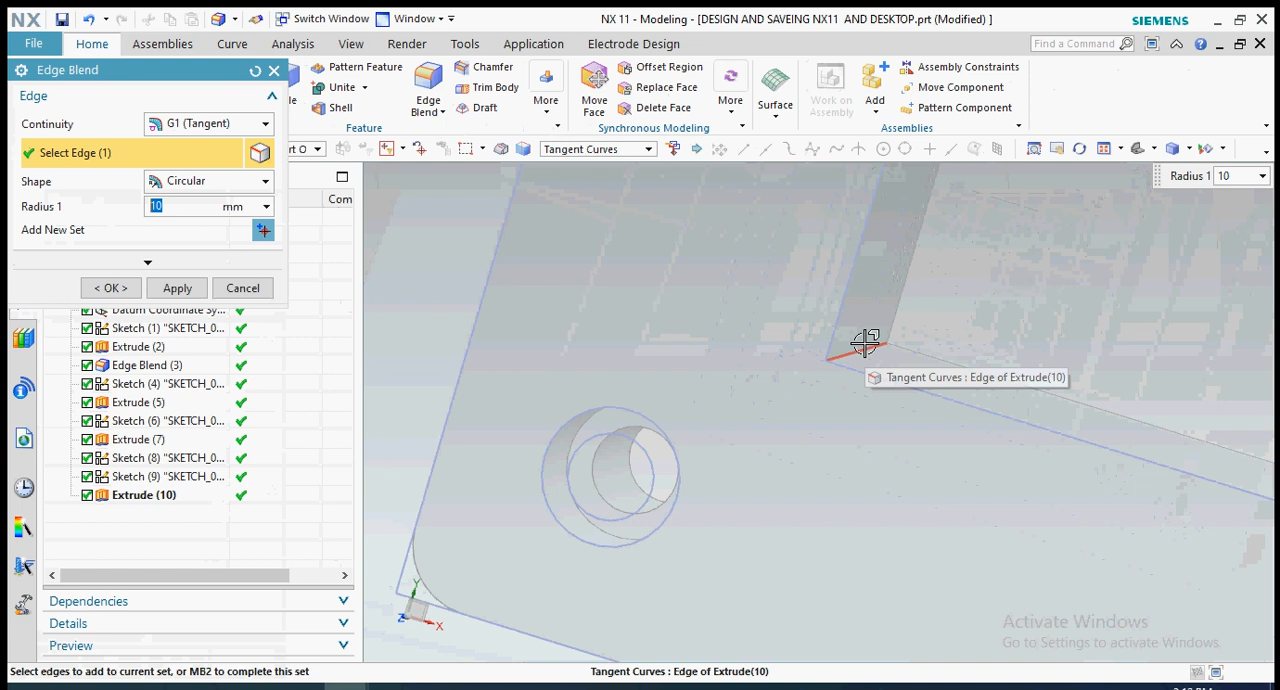 NX Switch Window Window NX 11 - Modeling - [DESIGN AND SAVEING NX11 AND DESKTOP.prt (Modified) ] SIEMENS
File Home Assemblies Curve Analysis View Render Tools Application Electrode Design Find a Command
Edge Blend
Pattern Feature Chamfer Offset Region Assembly Constraints
Unite Trim Body Replace Face Move Component
Shell Draft Delete Face Pattern Component
Edge Blend More Move Face More Surface Work on Assembly Add
Feature Synchronous Modeling Assemblies
Edge
Continuity G1 (Tangent)
Select Edge (1)
Tangent Curves
Shape Circular
Radius 1 10
Radius 1 10 mm
Com
Add New Set
< OK > Apply Cancel
Datum Coordinate Sy...
Sketch (1) "SKETCH_0...
Extrude (2)
Edge Blend (3)
Sketch (4) "SKETCH_0...
Extrude (5)
Sketch (6) "SKETCH_0...
Extrude (7)
Sketch (8) "SKETCH_0...
Sketch (9) "SKETCH_0...
Extrude (10)
Tangent Curves : Edge of Extrude(10)
Y
Z
X
Dependencies
Details
Preview
Activate Windows
Go to Settings to activate Windows.
Select edges to add to current set, or MB2 to complete this set Tangent Curves : Edge of Extrude(10)